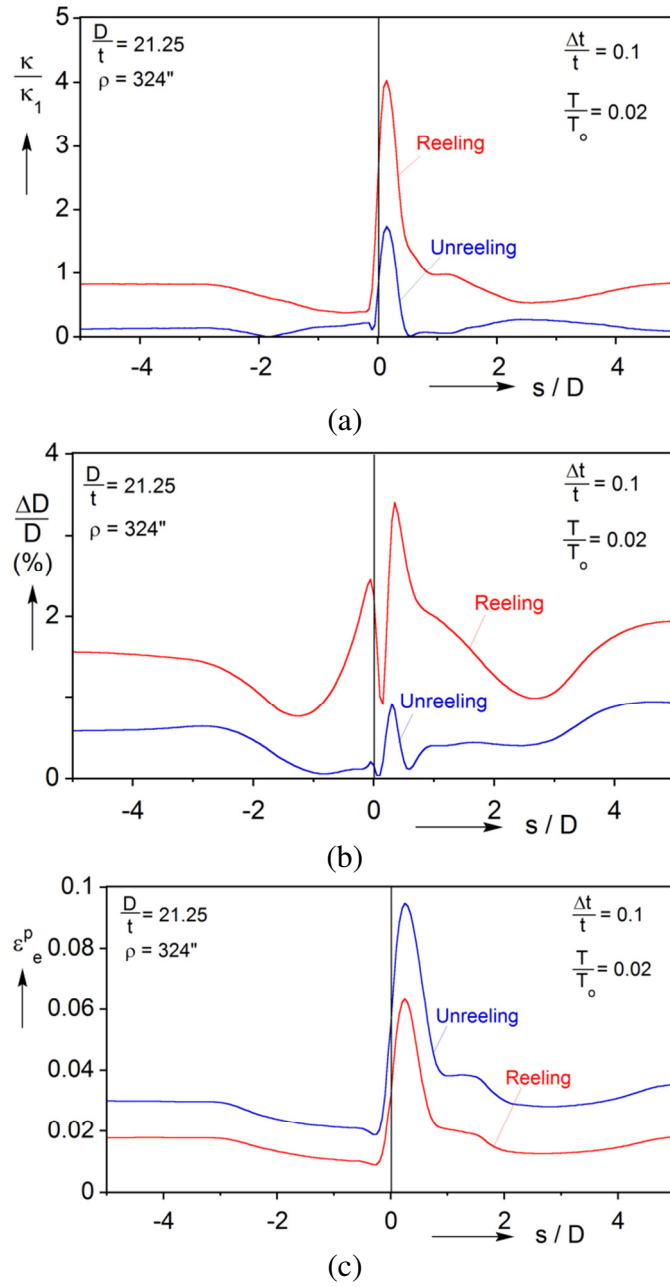 5
4
3
2
1
0
κ
κ1
D
t = 21.25
ρ = 324"
Δt
t = 0.1
T
To = 0.02
Reeling
Unreeling
-4 -2 0 2 4
s / D
(a)
4
2
0
ΔD
D
(%)
D
t = 21.25
ρ = 324"
Δt
t = 0.1
T
To = 0.02
Reeling
Unreeling
-4 -2 0 2 4
s / D
(b)
0.1
0.08
0.06
0.04
0.02
0
εpe
D
t = 21.25
ρ = 324"
Δt
t = 0.1
T
To = 0.02
Unreeling
Reeling
-4 -2 0 2 4
s / D
(c)